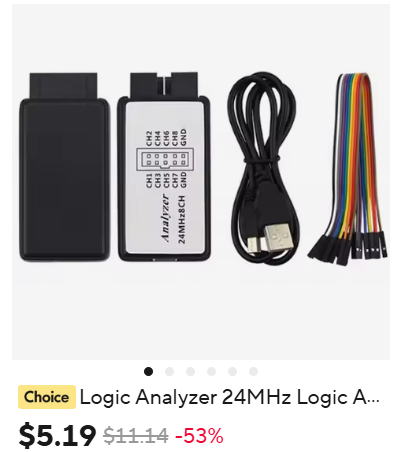 CH2
CH4
CH6
CH8
GND
CH1
CH3
CH5
CH7
GND
Analyzer
24MHz8CH
Choice Logic Analyzer 24MHz Logic A...
$5.19 $11.14 -53%